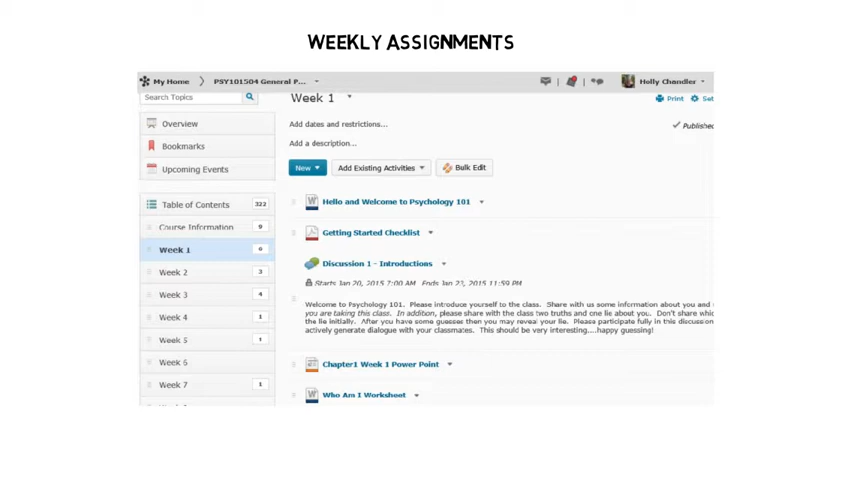 WEEKLY ASSIGNMENTS
My Home
PSY101504 General P...
Holly Chandler
Search Topics
Week 1
Print
Set
Add dates and restrictions...
Published
Overview
Add a description...
Bookmarks
Upcoming Events
New
Add Existing Activities
Bulk Edit
Table of Contents 322
Hello and Welcome to Psychology 101
Course Information 9
Getting Started Checklist
Week 1 6
Discussion 1 - Introductions
Week 2 3
Starts Jan 20, 2015 7:00 AM Ends Jan 23, 2015 11:59 PM
Week 3 4
Welcome to Psychology 101. Please introduce yourself to the class. Share with us some information about you and
you are taking this class. In addition, please share with the class two truths and one lie about you. Don't share whic
the lie initially. After you have some guesses then you may reveal your lie. Please participate fully in this discussion
actively generate dialogue with your classmates. This should be very interesting....happy guessing!
Week 4 1
Week 5 1
Week 6
Chapter1 Week 1 Power Point
Week 7 1
Who Am I Worksheet